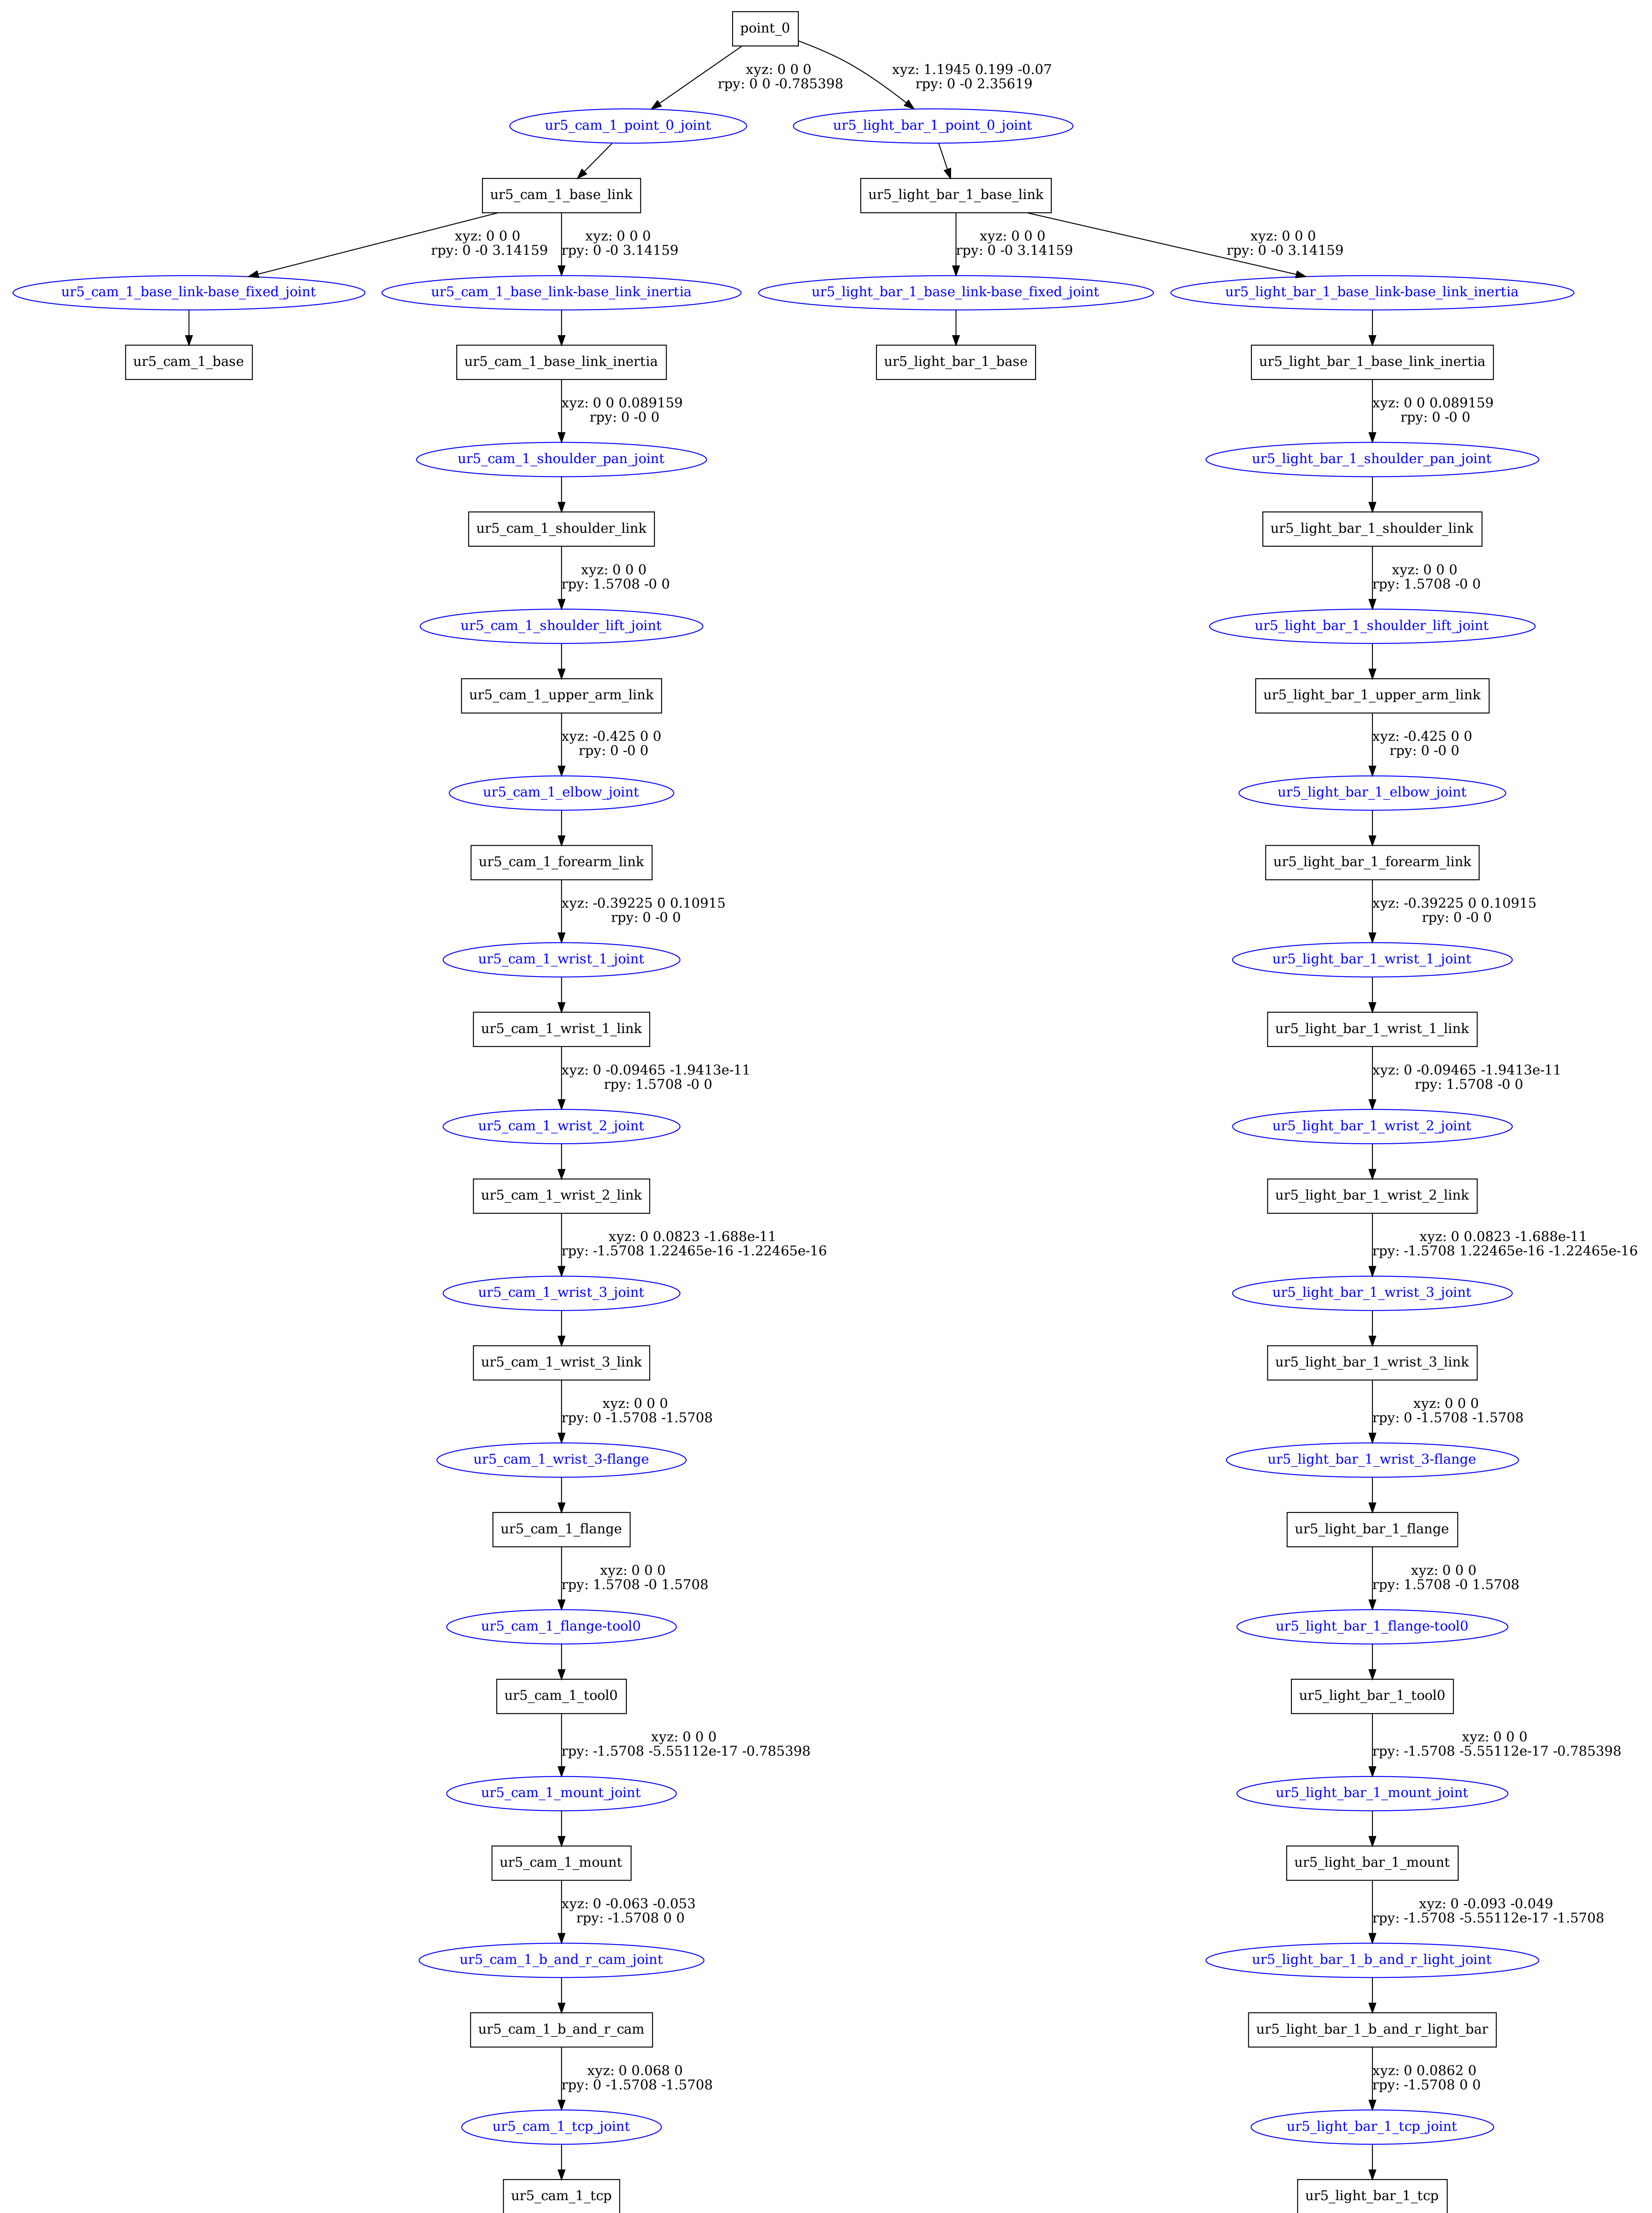 point_0
xyz: 0 0 0
rpy: 0 0 -0.785398
xyz: 1.1945 0.199 -0.07
rpy: 0 -0 2.35619
ur5_cam_1_point_0_joint
ur5_light_bar_1_point_0_joint
ur5_cam_1_base_link
ur5_light_bar_1_base_link
xyz: 0 0 0
rpy: 0 -0 3.14159
xyz: 0 0 0
rpy: 0 -0 3.14159
xyz: 0 0 0
rpy: 0 -0 3.14159
xyz: 0 0 0
rpy: 0 -0 3.14159
ur5_cam_1_base_link-base_fixed_joint
ur5_cam_1_base_link-base_link_inertia
ur5_light_bar_1_base_link-base_fixed_joint
ur5_light_bar_1_base_link-base_link_inertia
ur5_cam_1_base
ur5_cam_1_base_link_inertia
ur5_light_bar_1_base
ur5_light_bar_1_base_link_inertia
xyz: 0 0 0.089159
rpy: 0 -0 0
xyz: 0 0 0.089159
rpy: 0 -0 0
ur5_cam_1_shoulder_pan_joint
ur5_light_bar_1_shoulder_pan_joint
ur5_cam_1_shoulder_link
ur5_light_bar_1_shoulder_link
xyz: 0 0 0
rpy: 1.5708 -0 0
xyz: 0 0 0
rpy: 1.5708 -0 0
ur5_cam_1_shoulder_lift_joint
ur5_light_bar_1_shoulder_lift_joint
ur5_cam_1_upper_arm_link
ur5_light_bar_1_upper_arm_link
xyz: -0.425 0 0
rpy: 0 -0 0
xyz: -0.425 0 0
rpy: 0 -0 0
ur5_cam_1_elbow_joint
ur5_light_bar_1_elbow_joint
ur5_cam_1_forearm_link
ur5_light_bar_1_forearm_link
xyz: -0.39225 0 0.10915
rpy: 0 -0 0
xyz: -0.39225 0 0.10915
rpy: 0 -0 0
ur5_cam_1_wrist_1_joint
ur5_light_bar_1_wrist_1_joint
ur5_cam_1_wrist_1_link
ur5_light_bar_1_wrist_1_link
xyz: 0 -0.09465 -1.9413e-11
rpy: 1.5708 -0 0
xyz: 0 -0.09465 -1.9413e-11
rpy: 1.5708 -0 0
ur5_cam_1_wrist_2_joint
ur5_light_bar_1_wrist_2_joint
ur5_cam_1_wrist_2_link
ur5_light_bar_1_wrist_2_link
xyz: 0 0.0823 -1.688e-11
rpy: -1.5708 1.22465e-16 -1.22465e-16
xyz: 0 0.0823 -1.688e-11
rpy: -1.5708 1.22465e-16 -1.22465e-16
ur5_cam_1_wrist_3_joint
ur5_light_bar_1_wrist_3_joint
ur5_cam_1_wrist_3_link
ur5_light_bar_1_wrist_3_link
xyz: 0 0 0
rpy: 0 -1.5708 -1.5708
xyz: 0 0 0
rpy: 0 -1.5708 -1.5708
ur5_cam_1_wrist_3-flange
ur5_light_bar_1_wrist_3-flange
ur5_cam_1_flange
ur5_light_bar_1_flange
xyz: 0 0 0
rpy: 1.5708 -0 1.5708
xyz: 0 0 0
rpy: 1.5708 -0 1.5708
ur5_cam_1_flange-tool0
ur5_light_bar_1_flange-tool0
ur5_cam_1_tool0
ur5_light_bar_1_tool0
xyz: 0 0 0
rpy: -1.5708 -5.55112e-17 -0.785398
xyz: 0 0 0
rpy: -1.5708 -5.55112e-17 -0.785398
ur5_cam_1_mount_joint
ur5_light_bar_1_mount_joint
ur5_cam_1_mount
ur5_light_bar_1_mount
xyz: 0 -0.063 -0.053
rpy: -1.5708 0 0
xyz: 0 -0.093 -0.049
rpy: -1.5708 -5.55112e-17 -1.5708
ur5_cam_1_b_and_r_cam_joint
ur5_light_bar_1_b_and_r_light_joint
ur5_cam_1_b_and_r_cam
ur5_light_bar_1_b_and_r_light_bar
xyz: 0 0.068 0
rpy: 0 -1.5708 -1.5708
xyz: 0 0.0862 0
rpy: -1.5708 0 0
ur5_cam_1_tcp_joint
ur5_light_bar_1_tcp_joint
ur5_cam_1_tcp
ur5_light_bar_1_tcp